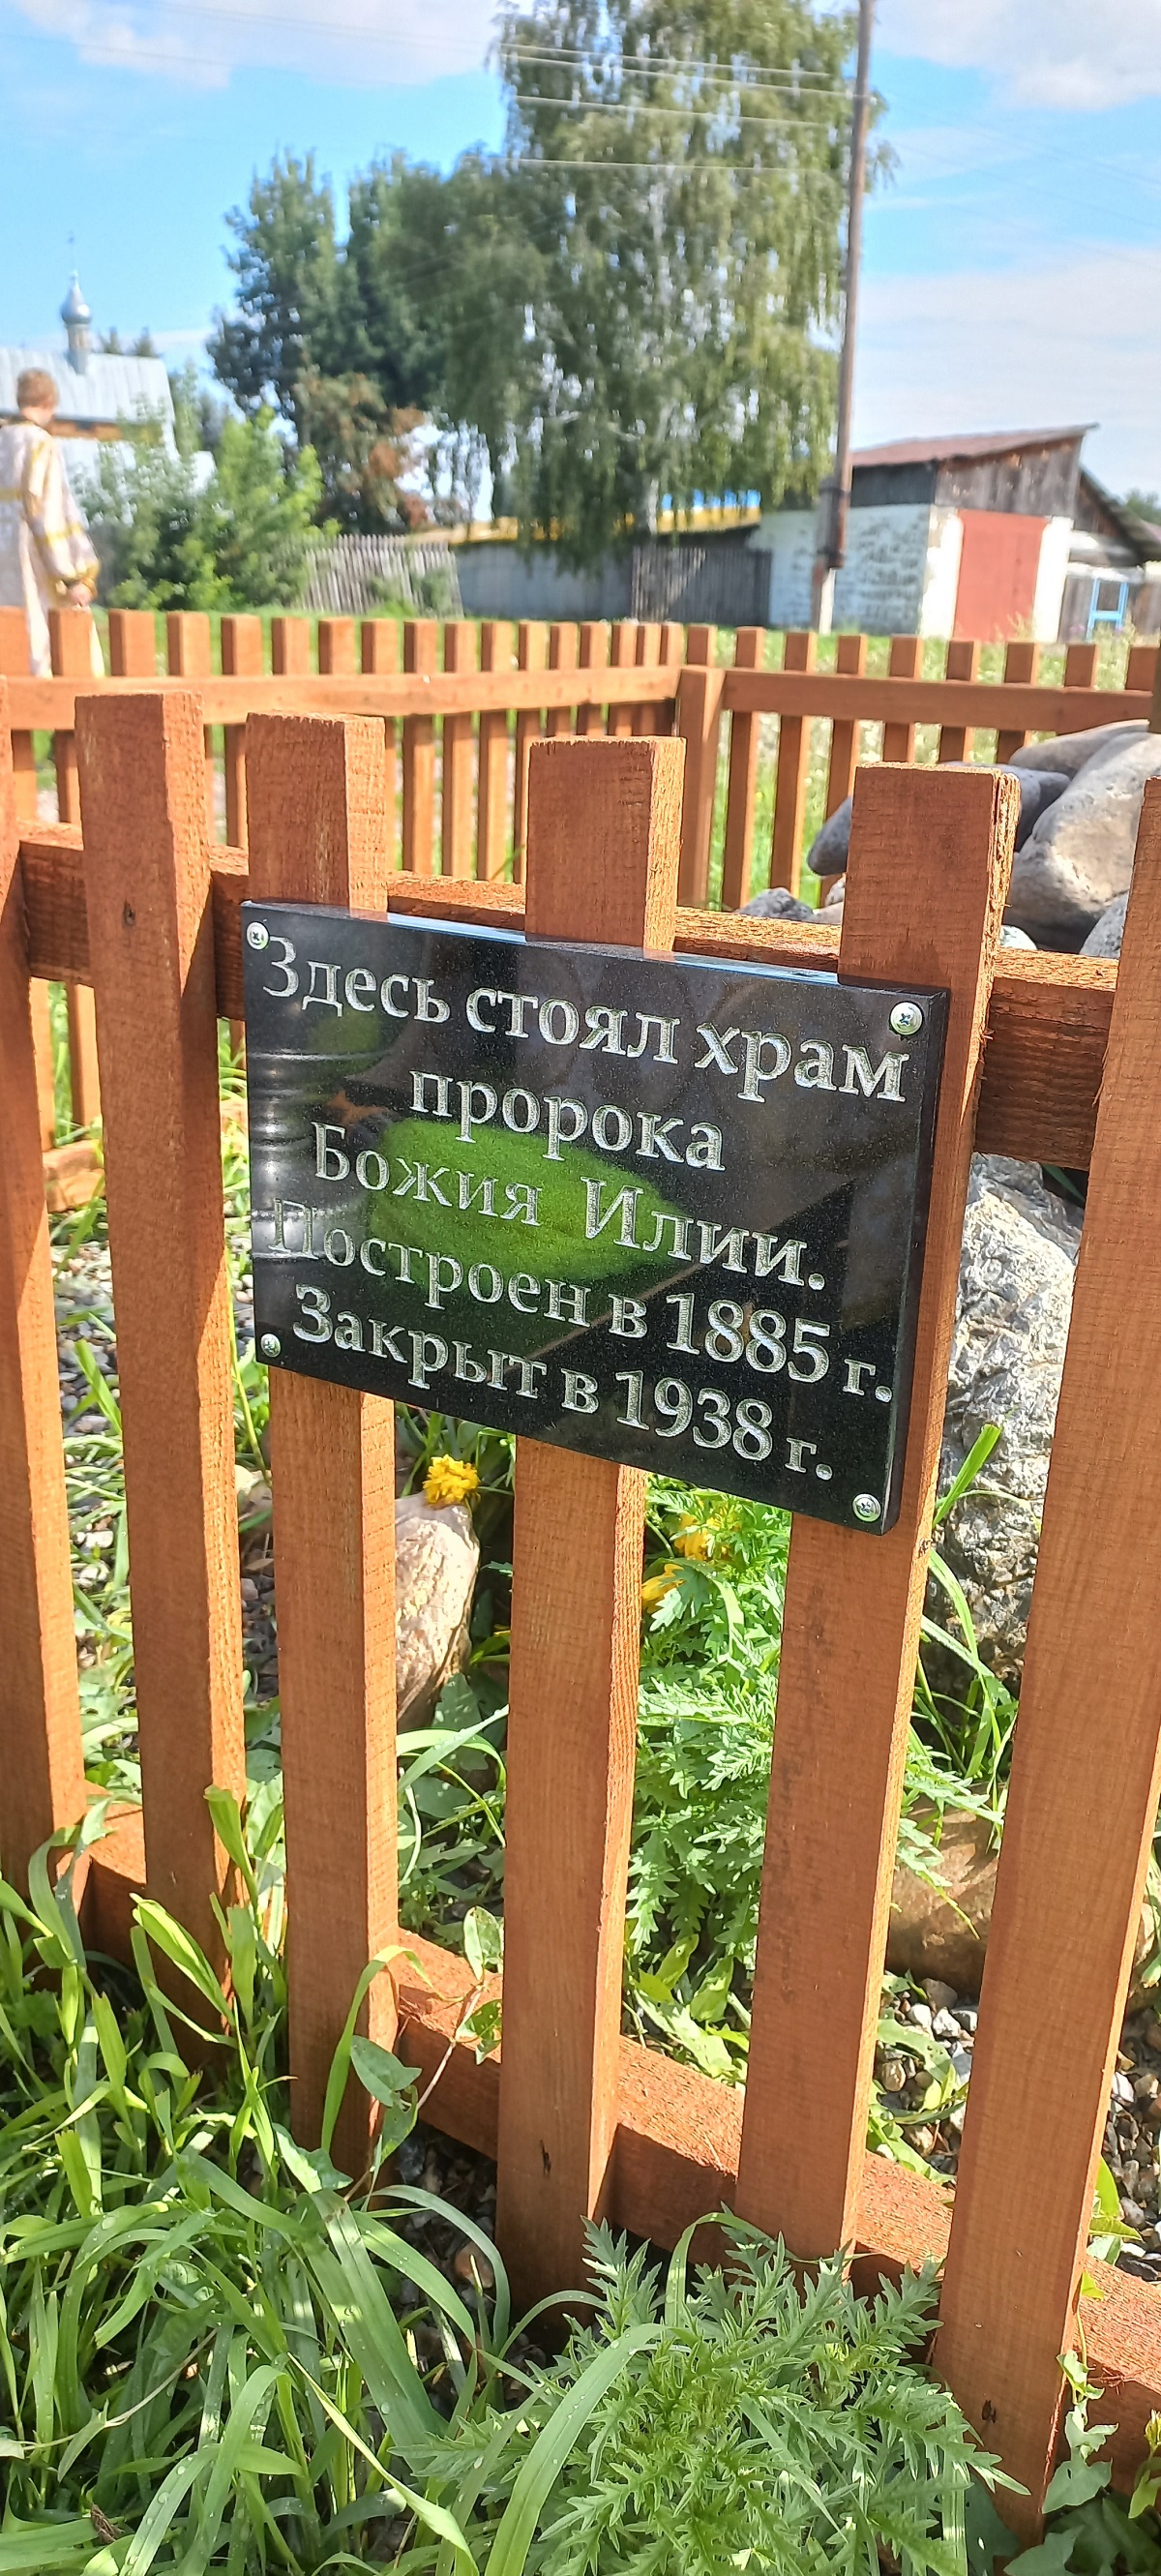 Здесь стоял храм
пророка
Божия Илии.
Построен в 1885 г.
Закрыт в 1938 г.